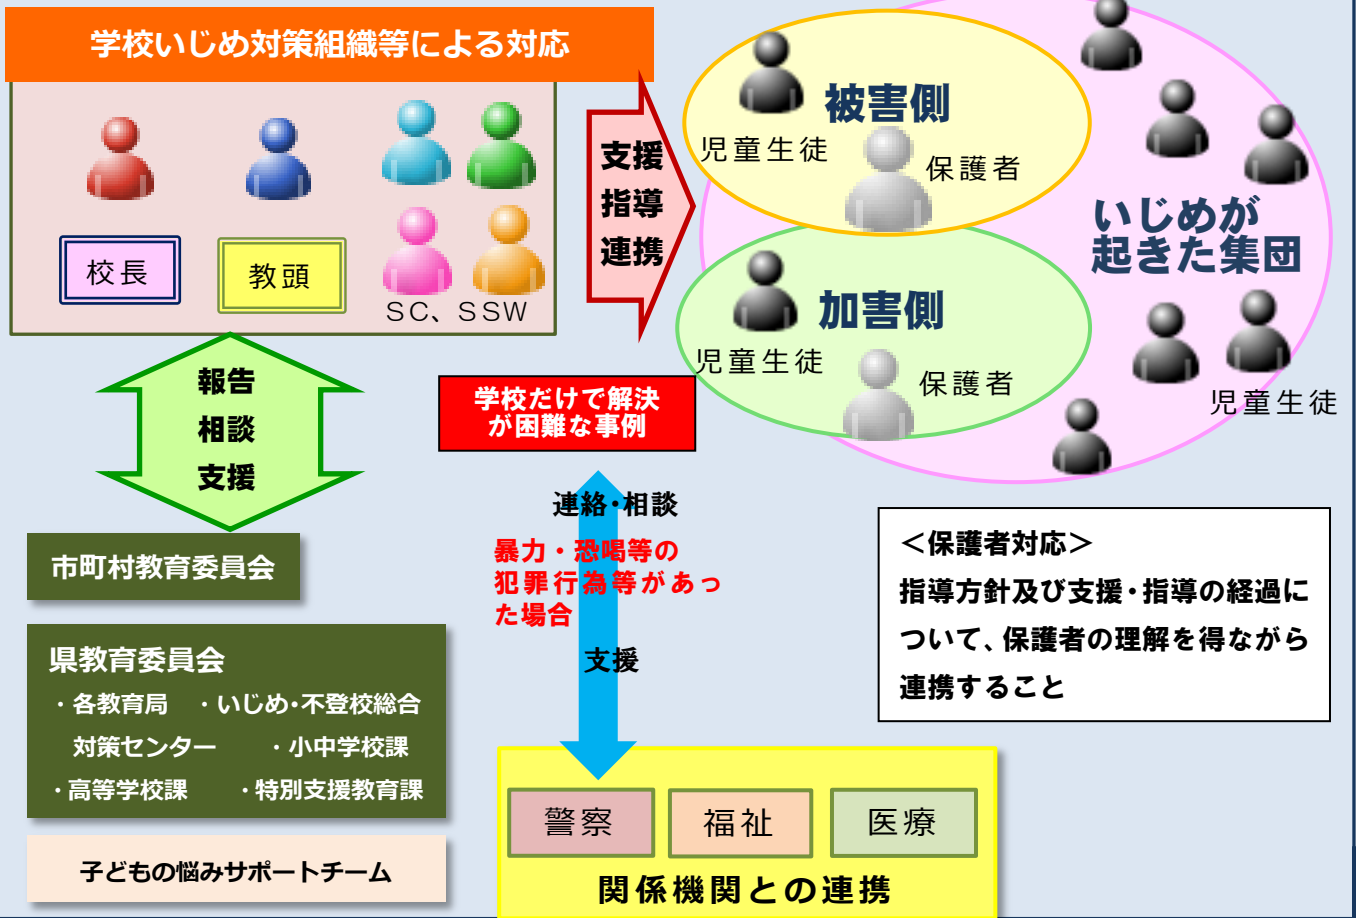 学校いじめ対策組織等による対応
校長
教頭
SC、SSW
支援
指導
連携
被害側
児童生徒
保護者
加害側
児童生徒
保護者
いじめが
起きた集団
児童生徒
報告
相談
支援
学校だけで解決
が困難な事例
連絡・相談
暴力・恐喝等の
犯罪行為等があっ
た場合
支援
市町村教育委員会
県教育委員会
・各教育局 ・いじめ・不登校総合
対策センター ・小中学校課
・高等学校課 ・特別支援教育課
子どもの悩みサポートチーム
＜保護者対応＞
指導方針及び支援・指導の経過に
ついて、保護者の理解を得ながら
連携すること
警察
福祉
医療
関係機関との連携